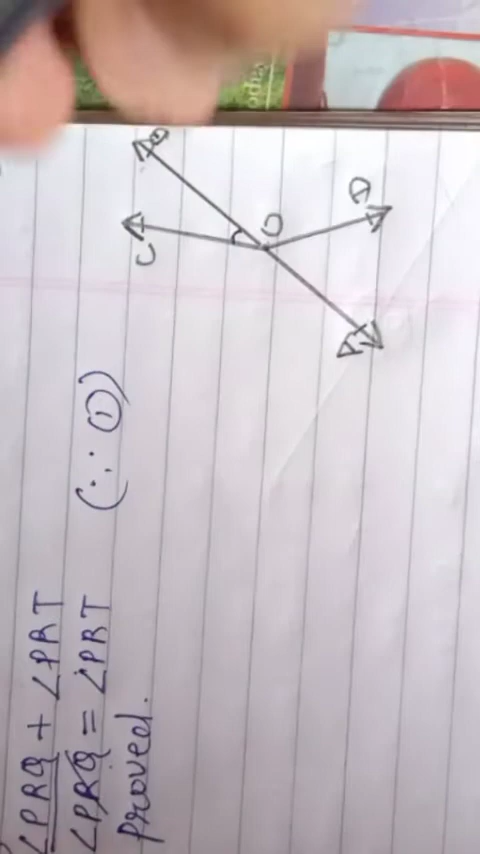 ∠PRQ + ∠PRT
∠PRQ = ∠PRT (∵ ①)
proved.
C
O
D
A
B